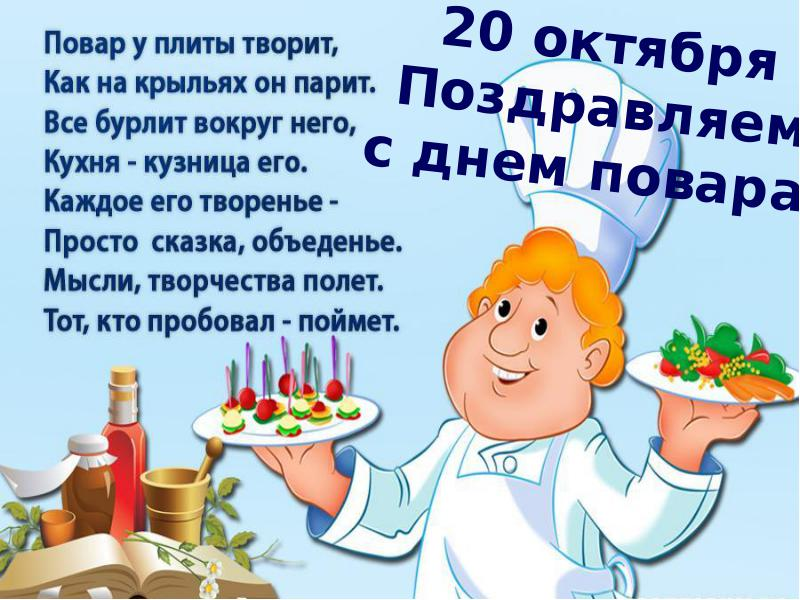 Повар у плиты творит,
Как на крыльях он парит.
Все бурлит вокруг него,
Кухня - кузница его.
Каждое его творенье -
Просто сказка, объеденье.
Мысли, творчества полет.
Тот, кто пробовал - поймет.
20 октября
Поздравляем
с днем повара